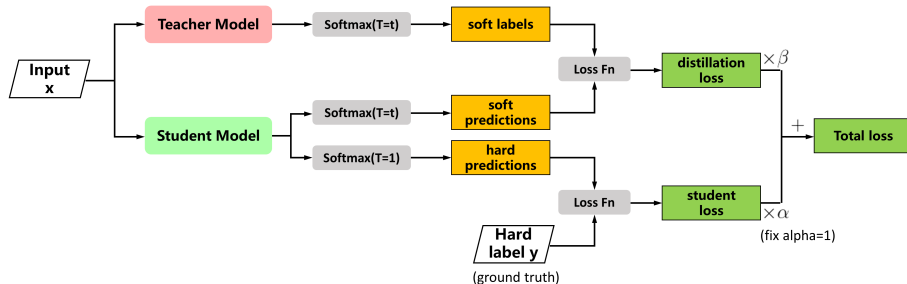 Input
x
Teacher Model
Softmax(T=t)
soft labels
Loss Fn
distillation
loss
×β
Student Model
Softmax(T=t)
soft
predictions
Softmax(T=1)
hard
predictions
+
Total loss
Loss Fn
student
loss
×α
(fix alpha=1)
Hard
label y
(ground truth)